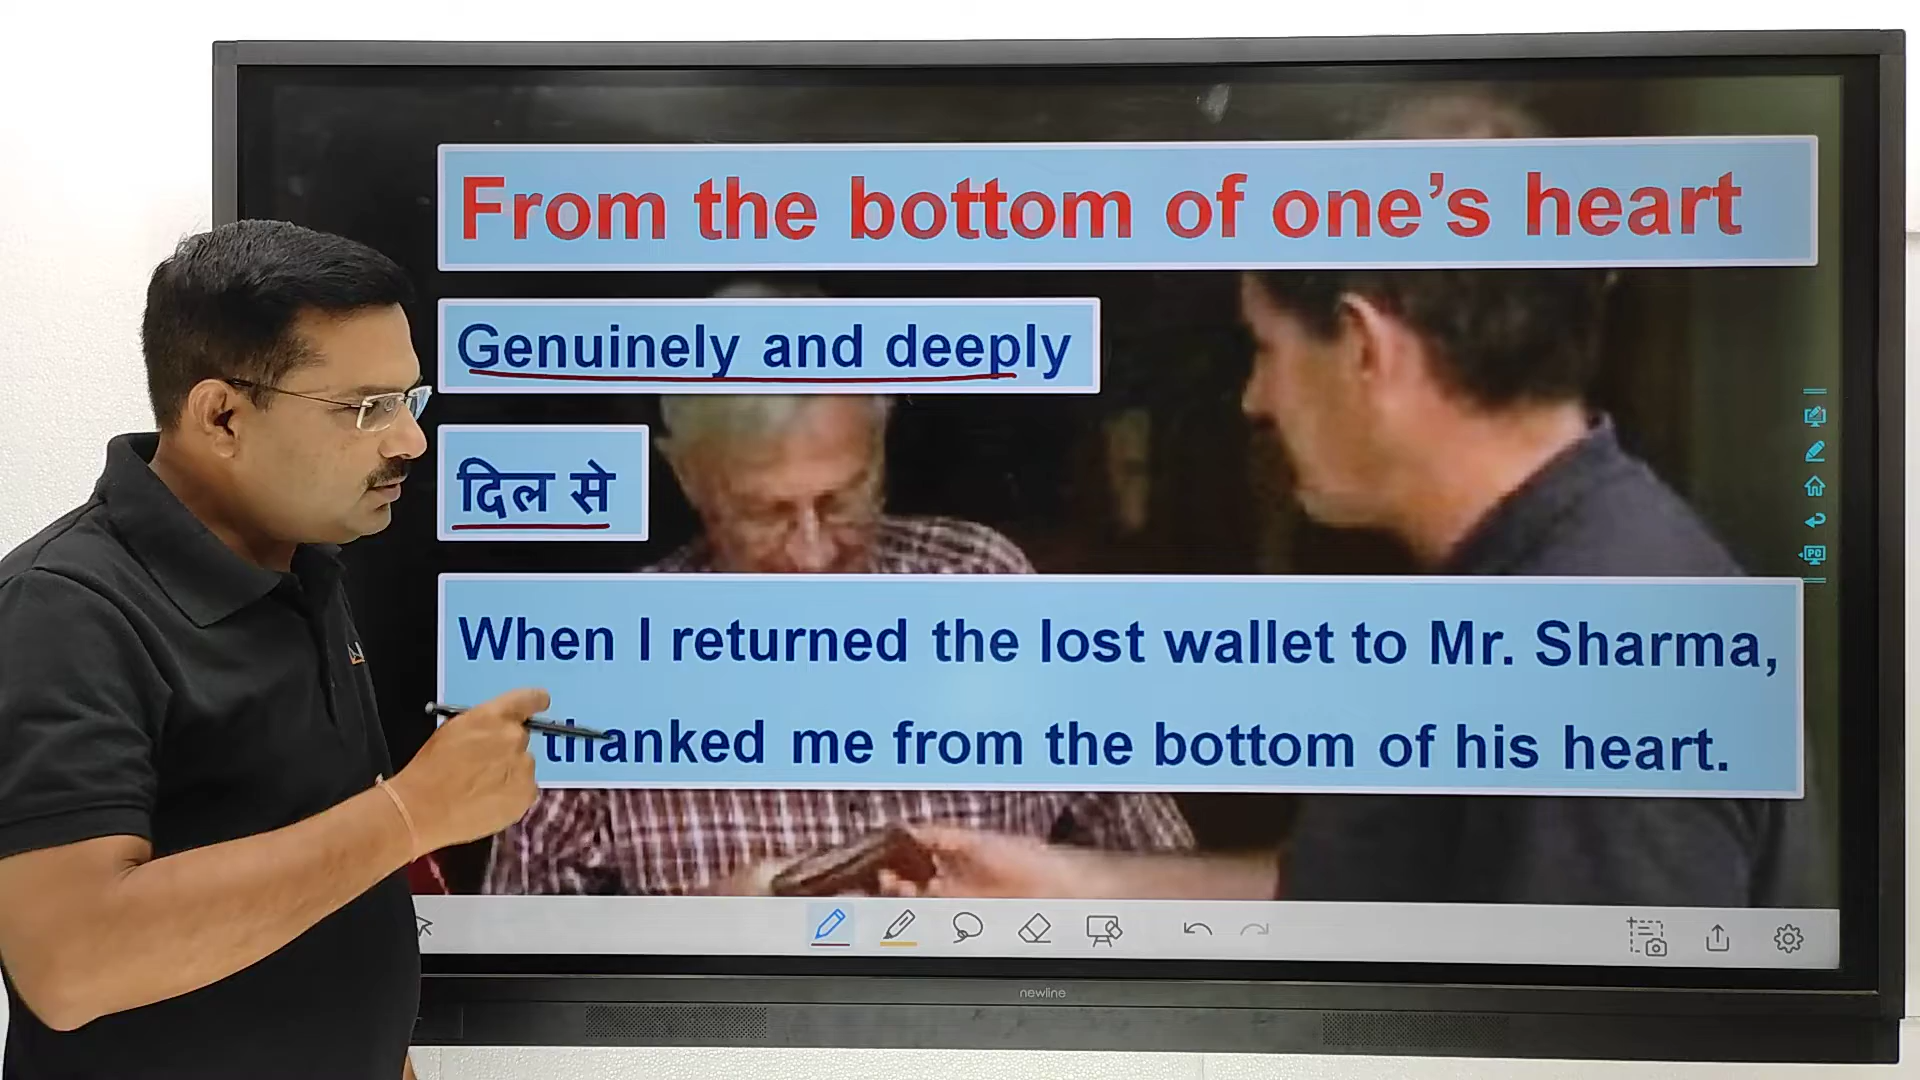 From the bottom of one’s heart
Genuinely and deeply
दिल से
When I returned the lost wallet to Mr. Sharma,
thanked me from the bottom of his heart.
PC
newline